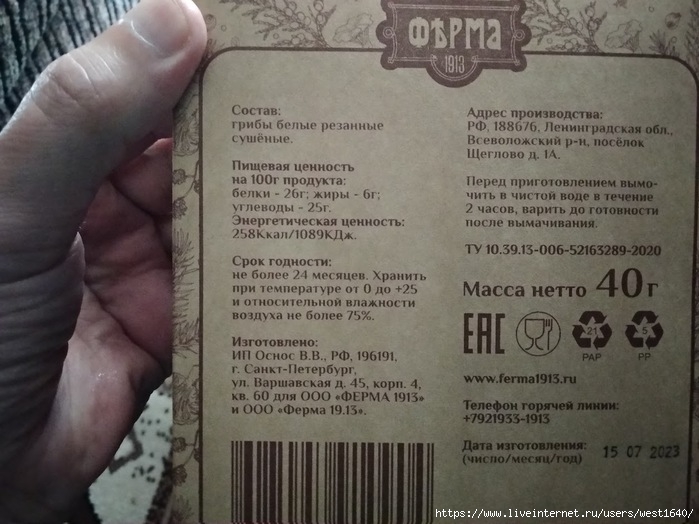 ФѢРМА
1913
Состав:
грибы белые резанные
сушёные.
Пищевая ценность
на 100г продукта:
белки - 26г; жиры - 6г;
углеводы - 25г.
Энергетическая ценность:
258Ккал/1089КДж.
Срок годности:
не более 24 месяцев. Хранить
при температуре от 0 до +25
и относительной влажности
воздуха не более 75%.
Изготовлено:
ИП Оснос В.В., РФ, 196191,
г. Санкт-Петербург,
ул. Варшавская д. 45, корп. 4,
кв. 60 для ООО «ФЕРМА 1913»
и ООО «Ферма 19.13».
Адрес производства:
РФ, 188676, Ленинградская обл.,
Всеволожский р-н, посёлок
Щеглово д. 1А.
Перед приготовлением вымо-
чить в чистой воде в течение
2 часов, варить до готовности
после вымачивания.
ТУ 10.39.13-006-52163289-2020
Масса нетто 40 г
EAC 21 5
PAP PP
www.ferma1913.ru
Телефон горячей линии:
+7921933-1913
Дата изготовления: 15 07 2023
(число/месяц/год)
https://www.liveinternet.ru/users/west1640/